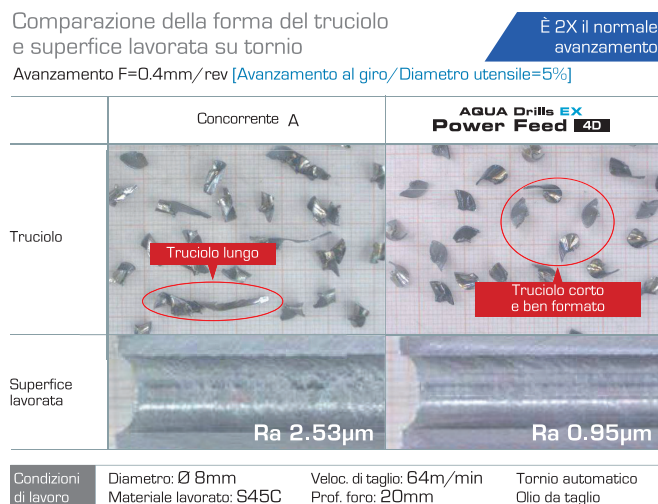 Comparazione della forma del truciolo
e superfice lavorata su tornio
È 2X il normale
avanzamento
Avanzamento F=0.4mm/rev [Avanzamento al giro/Diametro utensile=5%]
Concorrente A
AQUA Drills EX
Power Feed 4D
Truciolo
Truciolo lungo
Truciolo corto
e ben formato
Superfice
lavorata
Ra 2.53µm
Ra 0.95µm
Condizioni
di lavoro
Diametro: Ø 8mm
Materiale lavorato: S45C
Veloc. di taglio: 64m/min
Prof. foro: 20mm
Tornio automatico
Olio da taglio